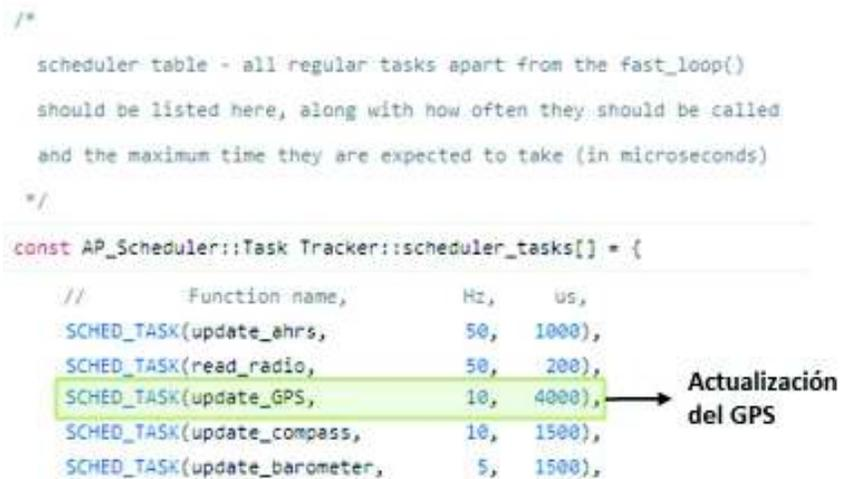 /*
scheduler table - all regular tasks apart from the fast_loop()
should be listed here, along with how often they should be called
and the maximum time they are expected to take (in microseconds)
*/
const AP_Scheduler::Task Tracker::scheduler_tasks[] = {
// Function name, Hz, us,
SCHED_TASK(update_ahrs, 50, 1000),
SCHED_TASK(read_radio, 50, 200),
SCHED_TASK(update_GPS, 10, 4000),
SCHED_TASK(update_compass, 10, 1500),
SCHED_TASK(update_barometer, 5, 1500),
Actualización
del GPS